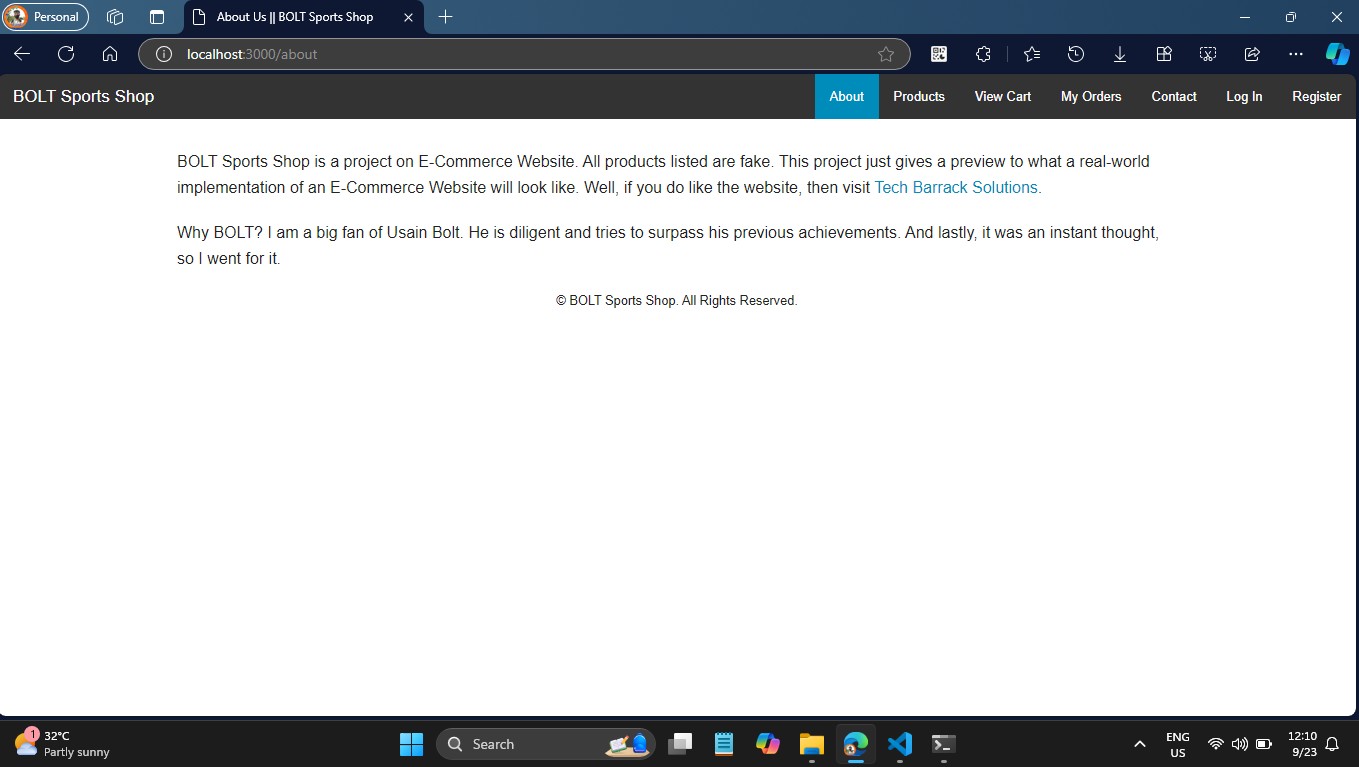 Personal
About Us || BOLT Sports Shop
localhost:3000/about
BOLT Sports Shop
About Products View Cart My Orders Contact Log In Register
BOLT Sports Shop is a project on E-Commerce Website. All products listed are fake. This project just gives a preview to what a real-world
implementation of an E-Commerce Website will look like. Well, if you do like the website, then visit Tech Barrack Solutions.
Why BOLT? I am a big fan of Usain Bolt. He is diligent and tries to surpass his previous achievements. And lastly, it was an instant thought,
so I went for it.
© BOLT Sports Shop. All Rights Reserved.
1
32°C
Partly sunny
Search
ENG
US
12:10
9/23